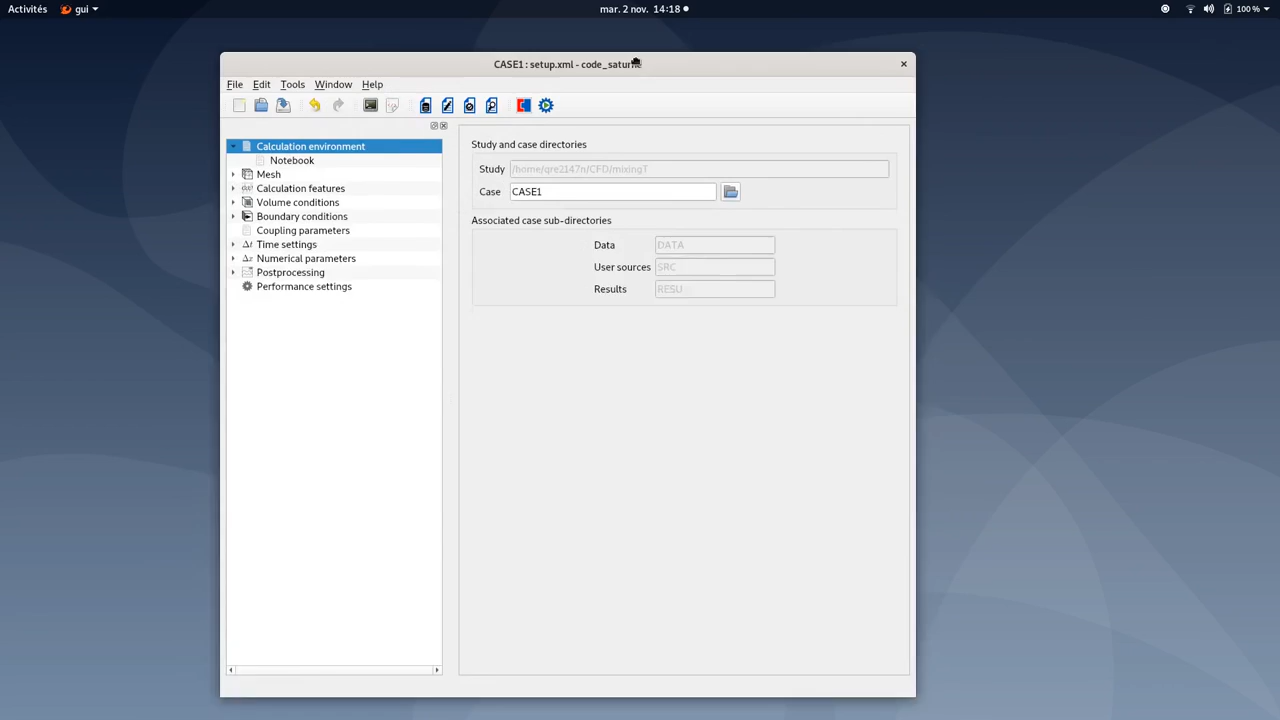 Activités gui mar. 2 nov. 14:18 100 %
CASE1 : setup.xml - code_saturne
File Edit Tools Window Help
Calculation environment
Notebook
Mesh
Calculation features
Volume conditions
Boundary conditions
Coupling parameters
Time settings
Numerical parameters
Postprocessing
Performance settings
Study and case directories
Study /home/qre2147n/CFD/mixingT
Case CASE1
Associated case sub-directories
Data DATA
User sources SRC
Results RESU